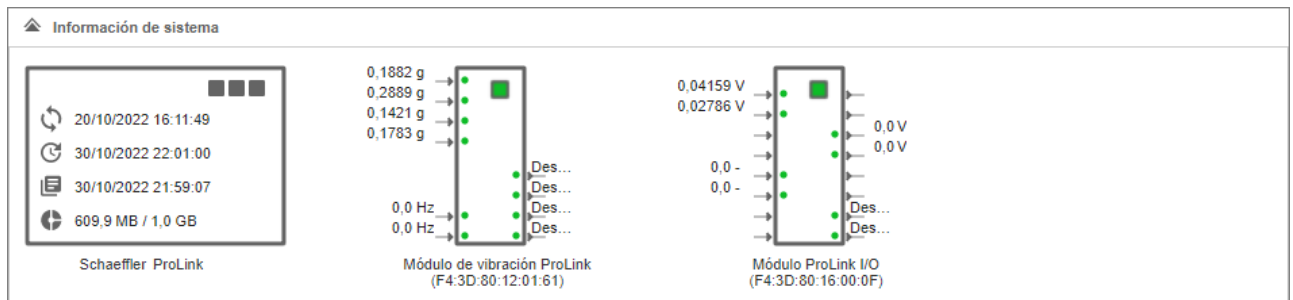 Información de sistema
20/10/2022 16:11:49
30/10/2022 22:01:00
30/10/2022 21:59:07
609,9 MB / 1,0 GB
Schaeffler ProLink
0,1882 g
0,2889 g
0,1421 g
0,1783 g
Des...
Des...
0,0 Hz
Des...
0,0 Hz
Des...
Módulo de vibración ProLink
(F4:3D:80:12:01:61)
0,04159 V
0,02786 V
0,0 V
0,0 V
0,0 -
0,0 -
Des...
Des...
Módulo ProLink I/O
(F4:3D:80:16:00:0F)